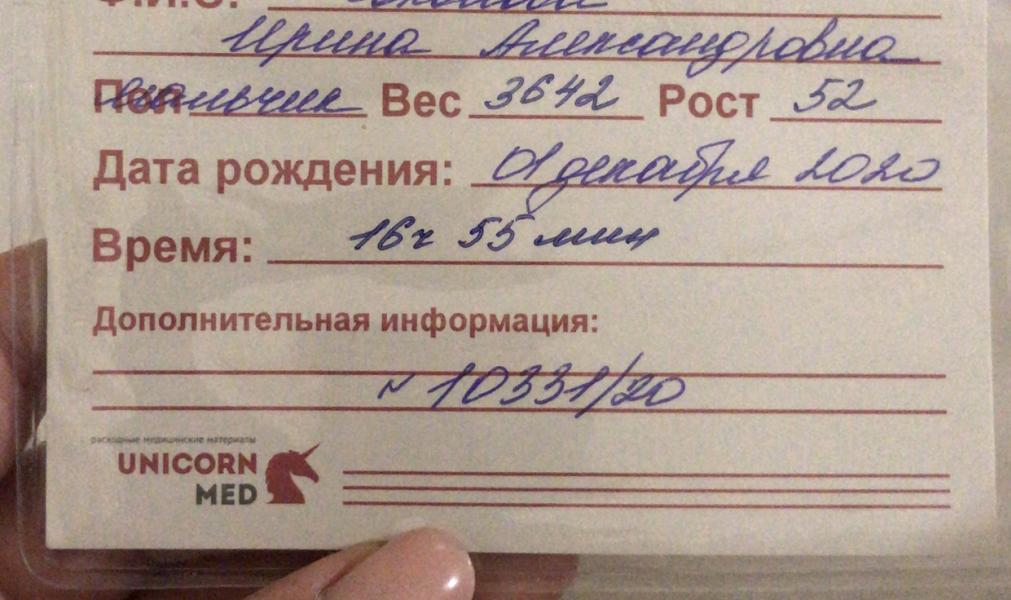 Ф.И.О.
Ирина Александровна
Пол мальчик Вес 3642 Рост 52
Дата рождения: 01 декабря 2020
Время: 16ч 55 мин
Дополнительная информация:
№ 10331/20
расходные медицинские материалы
UNICORN
MED